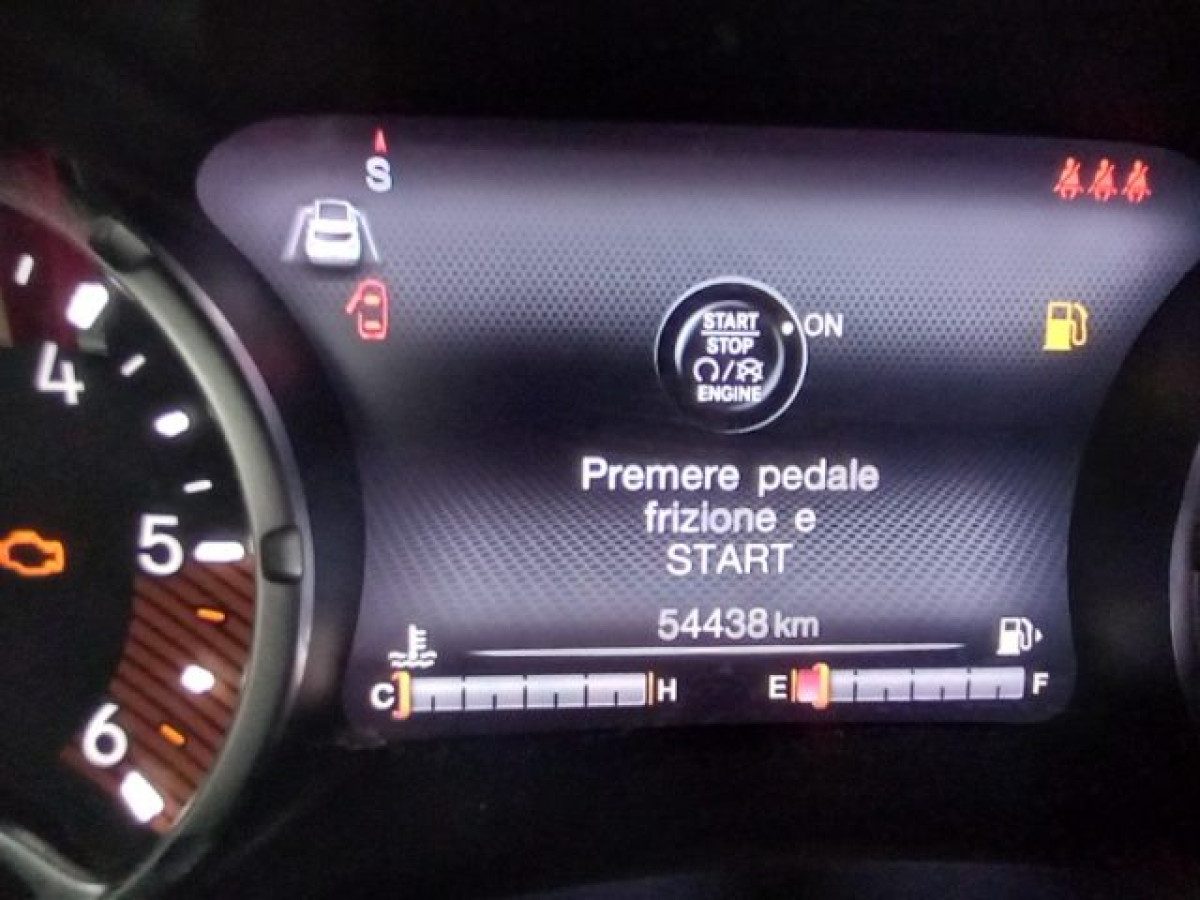 S
START
STOP
ENGINE
ON
4
5
6
Premere pedale
frizione e
START
54438 km
C
H
E
F